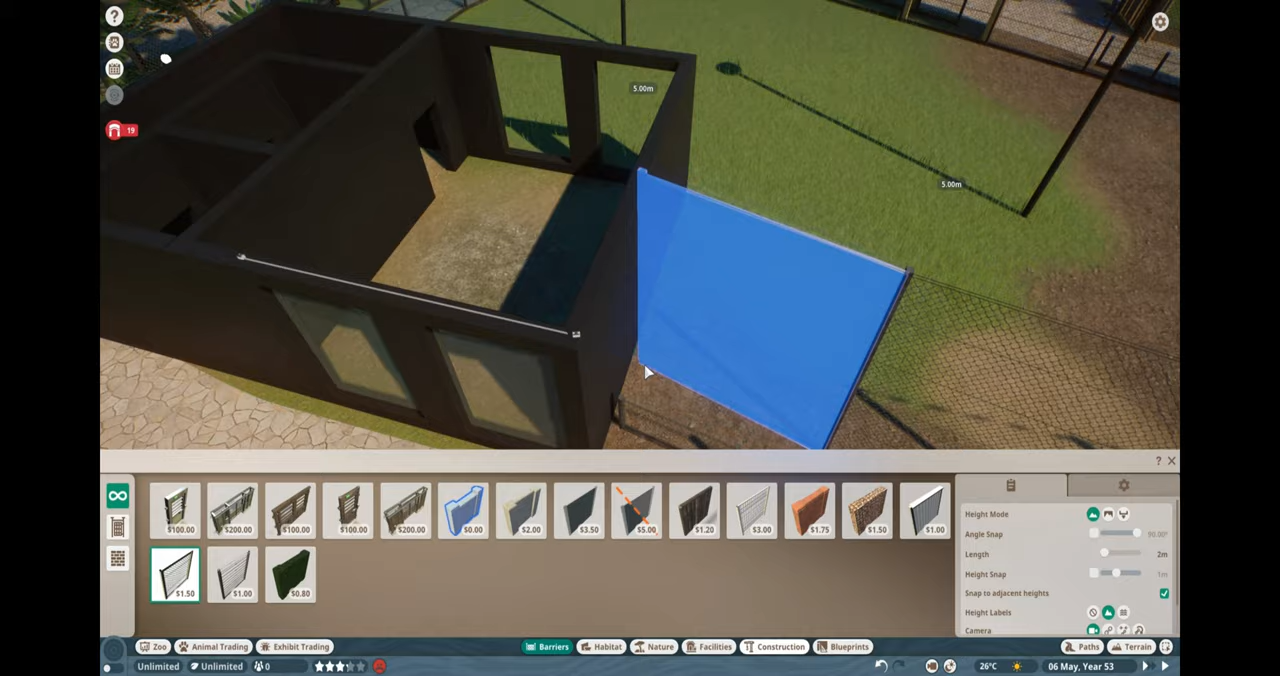 ?
19
5.00m
5.00m
?
$100.00 $200.00 $100.00 $100.00 $200.00 $0.00 $2.00 $3.50 $5.00 $1.20 $3.00 $1.75 $1.50 $1.00
$1.50 $1.00 $0.80
Height Mode
Angle Snap 90.00°
Length 2m
Height Snap 1m
Snap to adjacent heights
Height Labels
Camera
Zoo Animal Trading Exhibit Trading Barriers Habitat Nature Facilities Construction Blueprints Paths Terrain
Unlimited Unlimited 0 26°C 06 May, Year 53